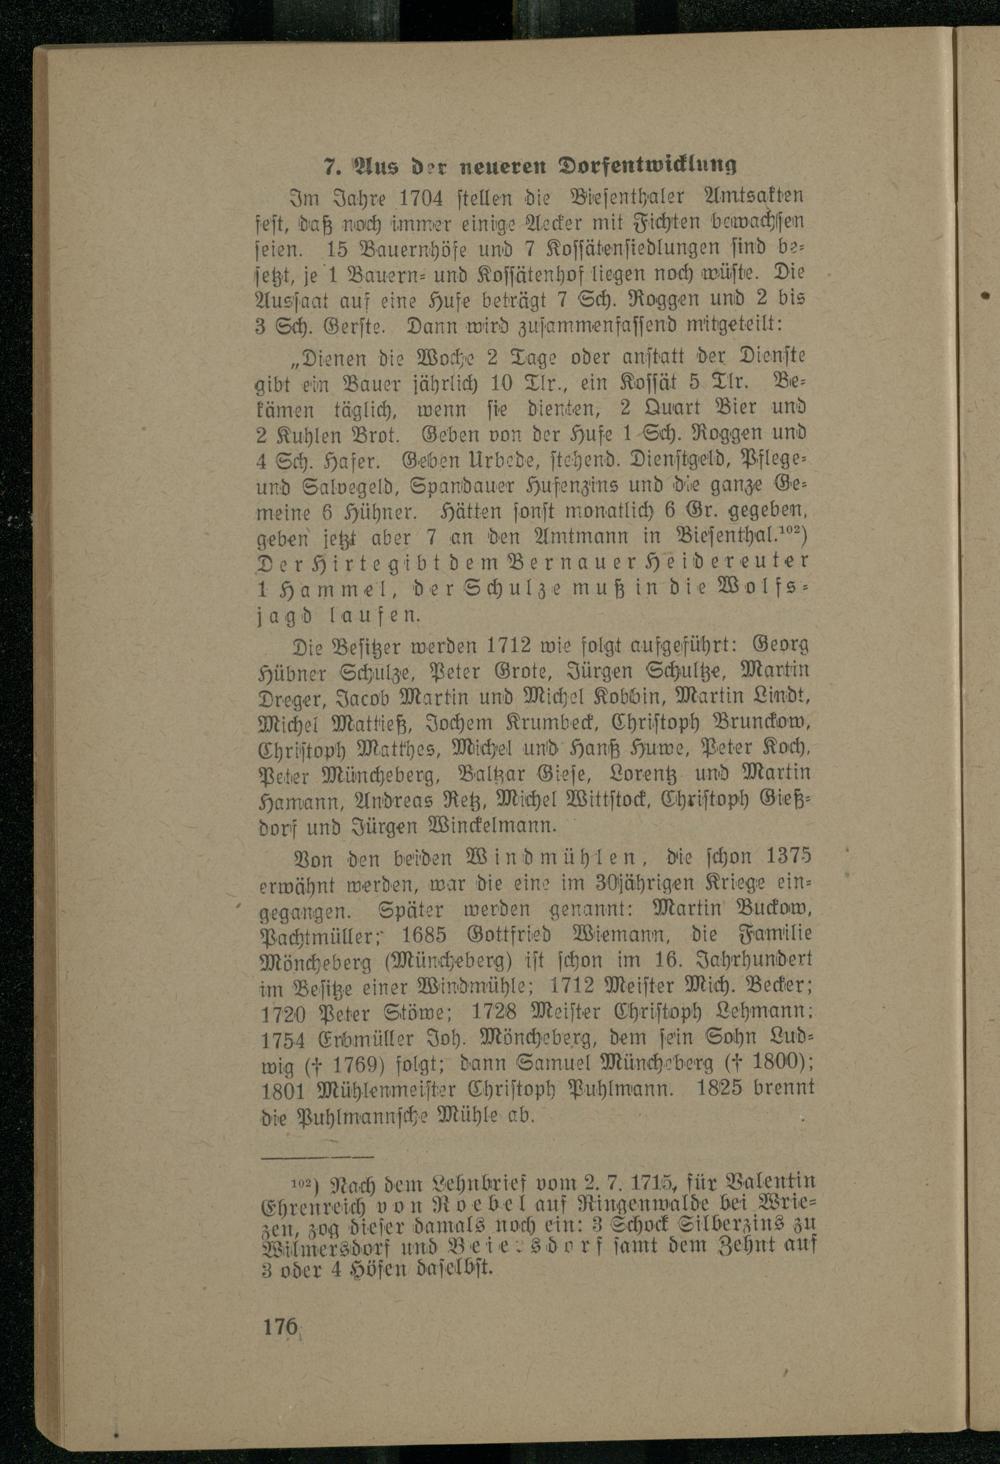 7. Aus der neueren Dorfentwicklung
Im Jahre 1704 stellen die Biesenthaler Amtsakten
fest, daß noch immer einige Aecker mit Fichten bewachsen
seien. 15 Bauernhöfe und 7 Kossätensiedlungen sind be-
setzt, je 1 Bauern- und Kossätenhof liegen noch wüste. Die
Aussaat auf eine Hufe beträgt 7 Sch. Roggen und 2 bis
3 Sch. Gerste. Dann wird zusammenfassend mitgeteilt:
„Dienen die Woche 2 Tage oder anstatt der Dienste
gibt ein Bauer jährlich 10 Tlr., ein Kossät 5 Tlr. Be-
kämen täglich, wenn sie dienten, 2 Quart Bier und
2 Kuhlen Brot. Geben von der Hufe 1 Sch. Roggen und
4 Sch. Hafer. Geben Urbede, stehend. Dienstgeld, Pflege-
und Salvegeld, Spandauer Hufenzins und die ganze Ge-
meine 6 Hühner. Hätten sonst monatlich 6 Gr. gegeben,
geben jetzt aber 7 an den Amtmann in Biesenthal.¹⁰²)
Der Hirte gibt dem Bernauer Heidereuter
1 Hammel, der Schulze muß in die Wolfs-
jagd laufen.
Die Besitzer werden 1712 wie folgt aufgeführt: Georg
Hübner Schulze, Peter Grote, Jürgen Schultze, Martin
Dreger, Jacob Martin und Michel Kobbin, Martin Lindt,
Michel Mattieß, Jochem Krumbeck, Christoph Brunckow,
Christoph Matthes, Michel und Hanß Huwe, Peter Koch,
Peter Müncheberg, Baltzar Giese, Lorentz und Martin
Hamann, Andreas Retz, Michel Wittstock, Christoph Gieß-
dorf und Jürgen Winckelmann.
Von den beiden Windmühlen, die schon 1375
erwähnt werden, war die eine im 30jährigen Kriege ein-
gegangen. Später werden genannt: Martin Buckow,
Pachtmüller; 1685 Gottfried Wiemann, die Familie
Möncheberg (Müncheberg) ist schon im 16. Jahrhundert
im Besitze einer Windmühle; 1712 Meister Mich. Becker;
1720 Peter Stöwe; 1728 Meister Christoph Lehmann;
1754 Erbmüller Joh. Möncheberg, dem sein Sohn Lud-
wig († 1769) folgt; dann Samuel Müncheberg († 1800);
1801 Mühlenmeister Christoph Puhlmann. 1825 brennt
die Puhlmannsche Mühle ab.
¹⁰²) Nach dem Lehnbrief vom 2. 7. 1715, für Valentin
Ehrenreich von Roebel auf Ringenwalde bei Wrie-
zen, zog dieser damals noch ein: 3 Schock Silberzins zu
Wilmersdorf und Beiersdorf samt dem Zehnt auf
3 oder 4 Höfen daselbst.
176